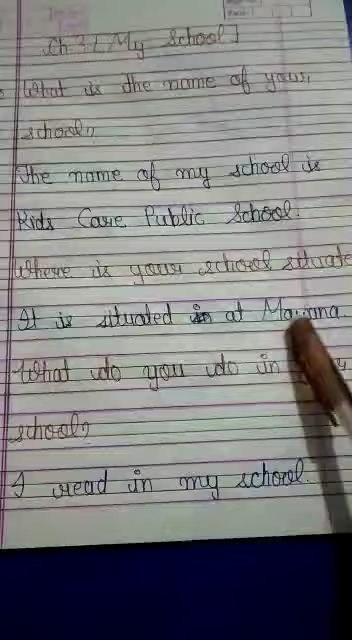 Ch-3 [My School]
What is the name of your
school?
The name of my school is
Kids Care Public School.
Where is your school situate
It is situated at
What do you do in
school?
I read in my school.